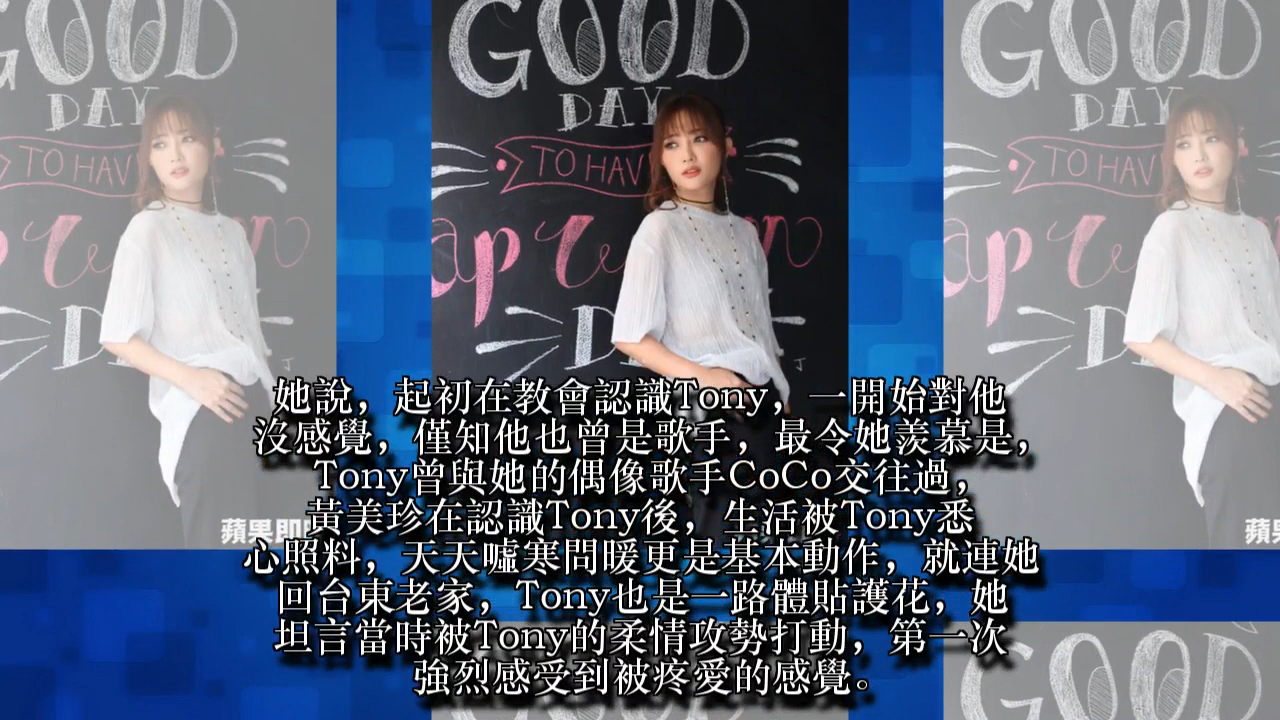 GOOD
DAY
TO HAV
蘋果即
她說，起初在教會認識Tony，一開始對他
沒感覺，僅知他也曾是歌手，最令她羨慕是，
Tony曾與她的偶像歌手CoCo交往過，
黃美珍在認識Tony後，生活被Tony悉
心照料，天天噓寒問暖更是基本動作，就連她
回台東老家，Tony也是一路體貼護花，她
坦言當時被Tony的柔情攻勢打動，第一次
強烈感受到被疼愛的感覺。